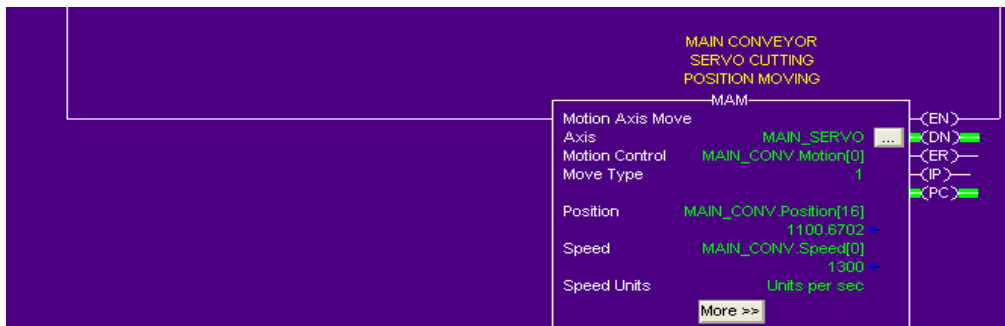 MAIN CONVEYOR
SERVO CUTTING
POSITION MOVING
MAM
Motion Axis Move
Axis MAIN_SERVO ...
Motion Control MAIN_CONV.Motion[0]
Move Type 1
Position MAIN_CONV.Position[16]
1100.6702
Speed MAIN_CONV.Speed[0]
1300
Speed Units Units per sec
More >>
(EN)
(DN)
(ER)
(IP)
(PC)